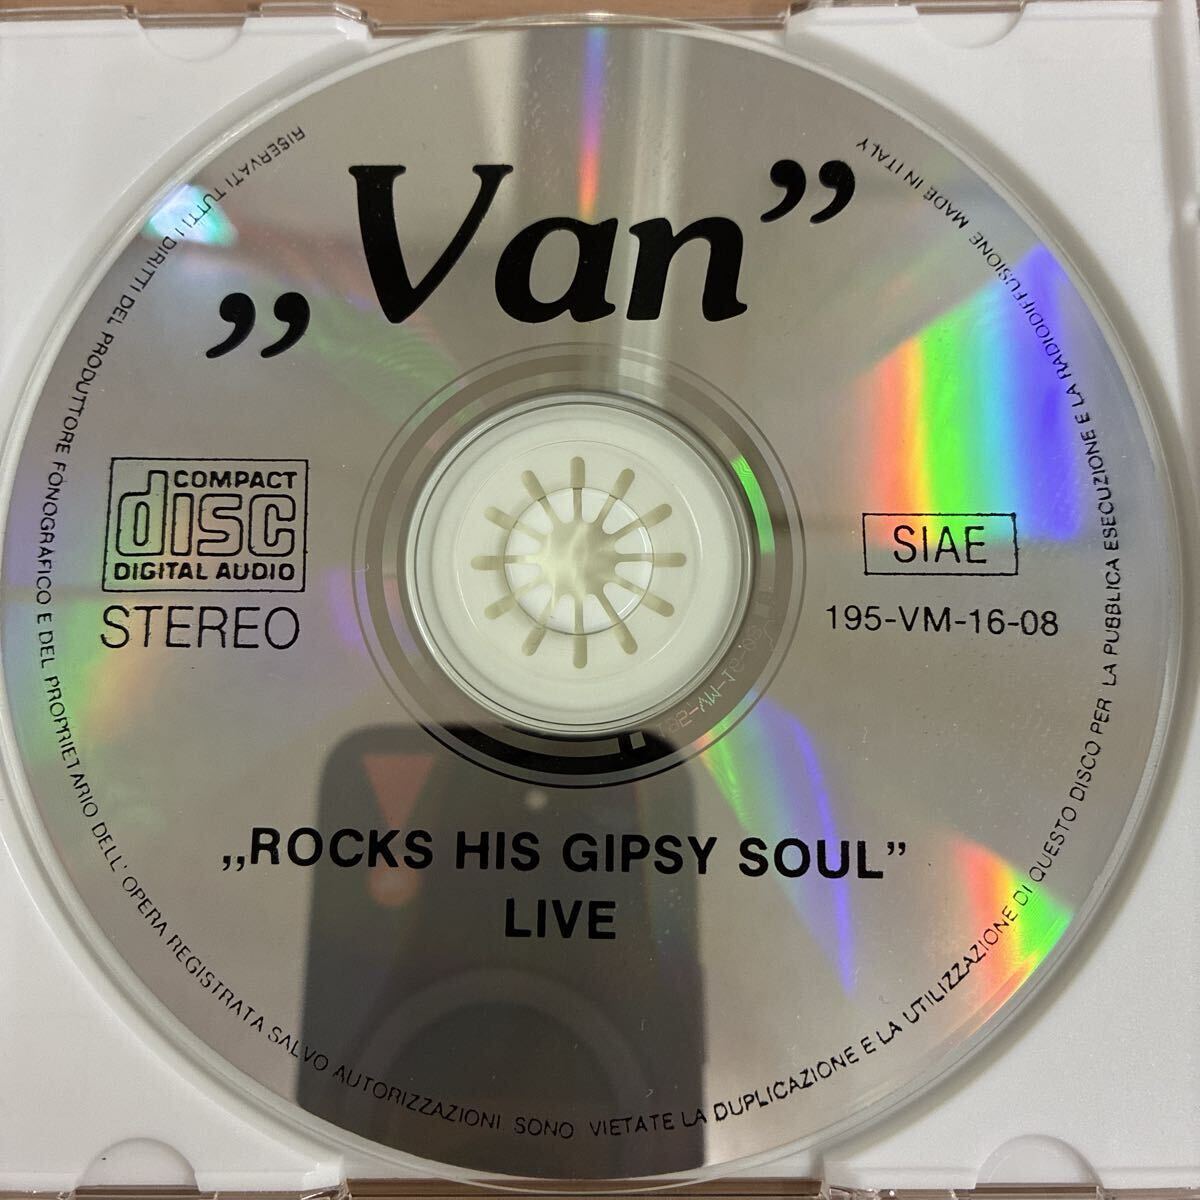 „Van”
COMPACT
disc
DIGITAL AUDIO
STEREO
SIAE
195-VM-16-08
„ROCKS HIS GIPSY SOUL”
LIVE
RISERVATI TUTTI I DIRITTI DEL PRODUTTORE FONOGRAFICO E DEL PROPRIETARIO DELL' OPERA REGISTRATA SALVO AUTORIZZAZIONI SONO VIETATE LA DUPLICAZIONE E LA UTILIZZAZIONE DI QUESTO DISCO PER LA PUBBLICA ESECUZIONE E LA RADIODIFFUSIONE MADE IN ITALY